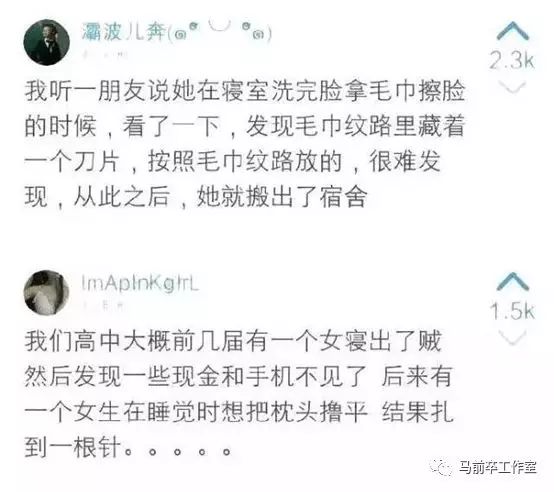 灞波儿奔(๑•̀ ‿ •́๑)
2.3k
我听一朋友说她在寝室洗完脸拿毛巾擦脸
的时候，看了一下，发现毛巾纹路里藏着
一个刀片，按照毛巾纹路放的，很难发
现，从此之后，她就搬出了宿舍
ImApInKgIrL
1.5k
我们高中大概前几届有一个女寝出了贼
然后发现一些现金和手机不见了 后来有
一个女生在睡觉时想把枕头撸平 结果扎
到一根针。。。。。
马前卒工作室